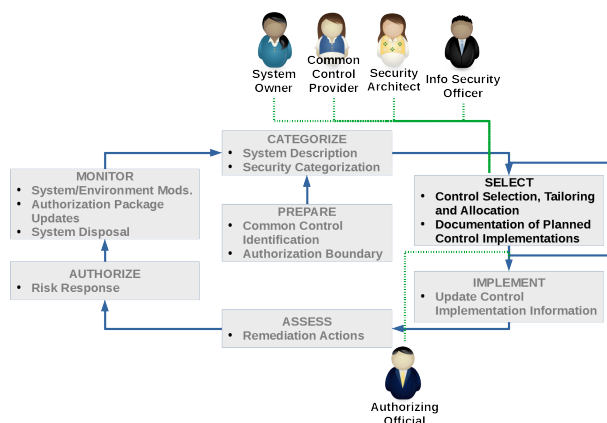 System
Owner
Common
Control
Provider
Security
Architect
Info Security
Officer
CATEGORIZE
• System Description
• Security Categorization
MONITOR
• System/Environment Mods.
• Authorization Package
Updates
• System Disposal
PREPARE
• Common Control
Identification
• Authorization Boundary
SELECT
• Control Selection, Tailoring
and Allocation
• Documentation of Planned
Control Implementations
AUTHORIZE
• Risk Response
IMPLEMENT
• Update Control
Implementation Information
ASSESS
• Remediation Actions
Authorizing
Official